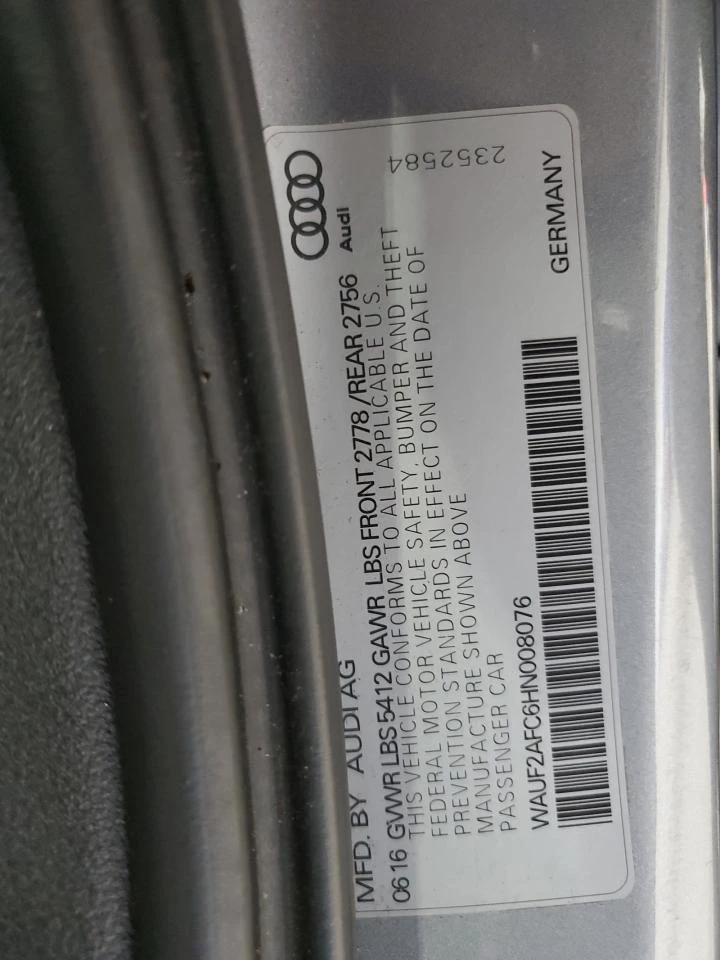 MFD. BY AUDI AG
0616 GVWR LBS 5412 GAWR LBS FRONT 2778 /REAR 2756
THIS VEHICLE CONFORMS TO ALL APPLICABLE U.S.
FEDERAL MOTOR VEHICLE SAFETY, BUMPER AND THEFT
PREVENTION STANDARDS IN EFFECT ON THE DATE OF
MANUFACTURE SHOWN ABOVE
PASSENGER CAR
WAUF2AFC6HN008076
Audi
2352584
GERMANY